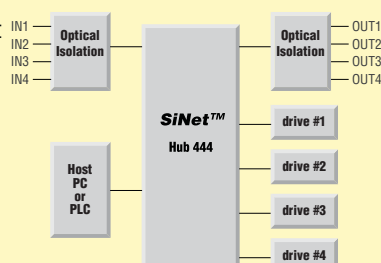 IN1
IN2
IN3
IN4
Optical
Isolation
Optical
Isolation
OUT1
OUT2
OUT3
OUT4
SiNet™
Hub 444
Host
PC
or
PLC
drive #1
drive #2
drive #3
drive #4